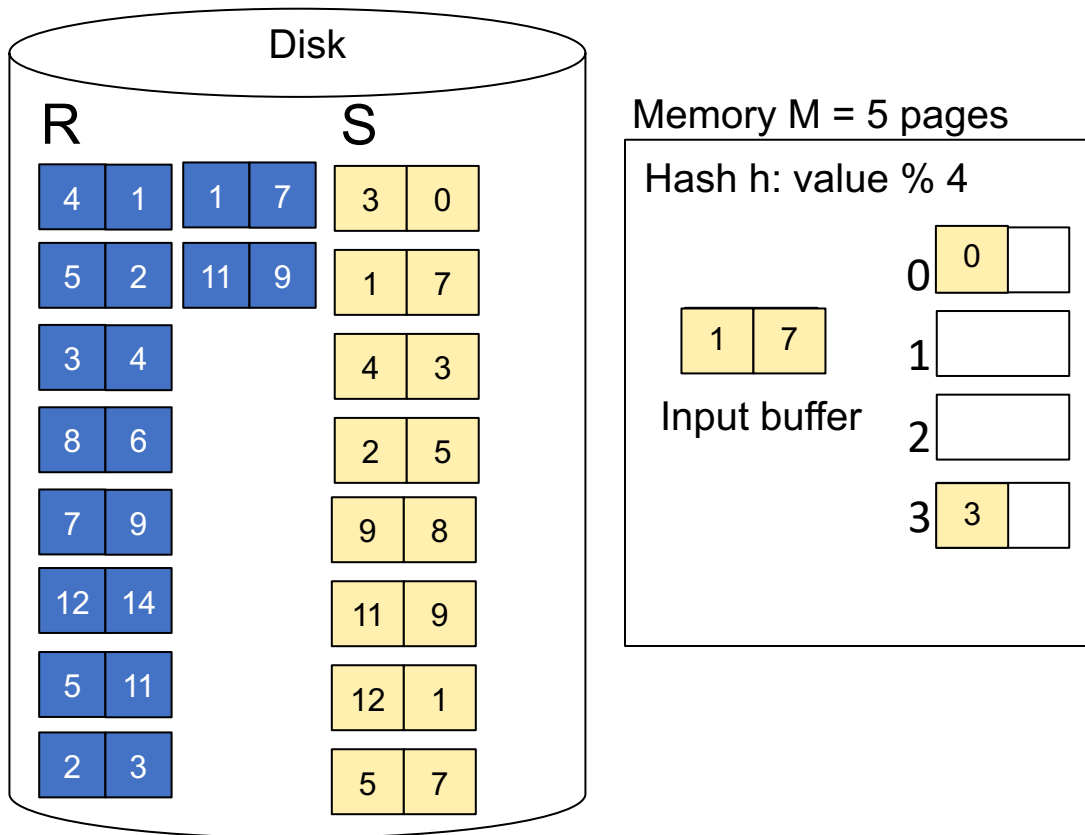 Disk
R S
4 1 1 7 3 0
5 2 11 9 1 7
3 4 4 3
8 6 2 5
7 9 9 8
12 14 11 9
5 11 12 1
2 3 5 7
Memory M = 5 pages
Hash h: value % 4
0 0
1 7 1
Input buffer 2
3 3